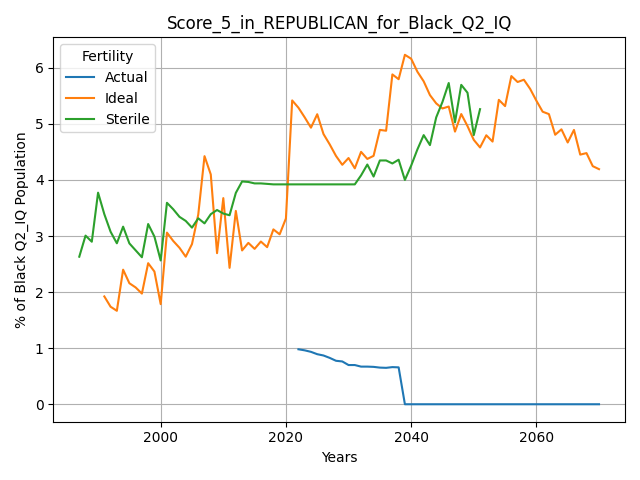 Score_5_in_REPUBLICAN_for_Black_Q2_IQ
Fertility
Actual
Ideal
Sterile
% of Black Q2_IQ Population
6
5
4
3
2
1
0
2000 2020 2040 2060
Years